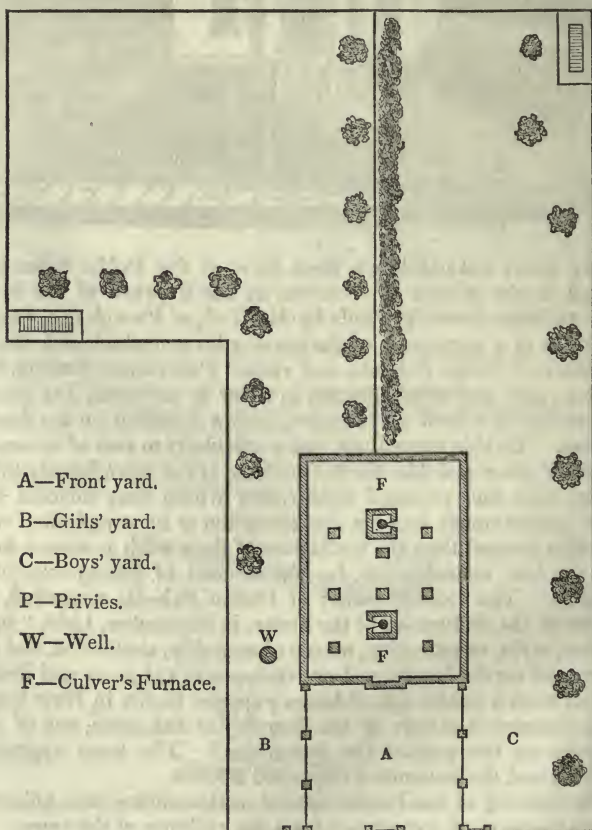 A—Front yard.
B—Girls' yard.
C—Boys' yard.
P—Privies.
W—Well.
F—Culver's Furnace.
F
W
F
B
A
C